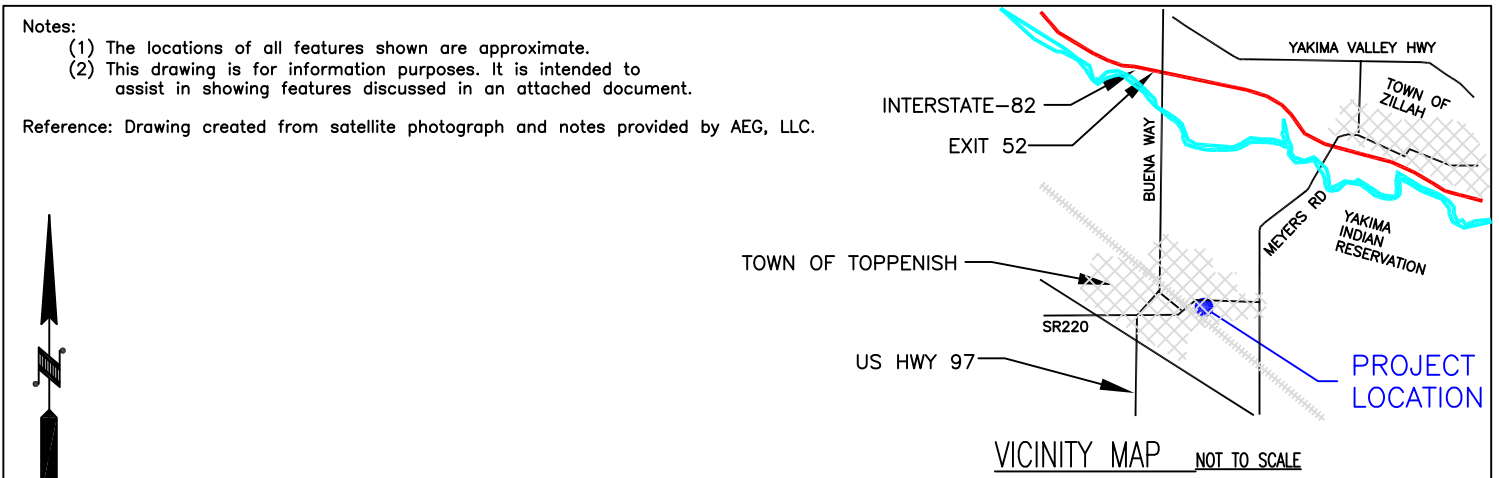 Notes:
(1) The locations of all features shown are approximate.
(2) This drawing is for information purposes. It is intended to
assist in showing features discussed in an attached document.
Reference: Drawing created from satellite photograph and notes provided by AEG, LLC.
YAKIMA VALLEY HWY
TOWN OF
ZILLAH
INTERSTATE-82
EXIT 52
BUENA WAY
MEYERS RD
YAKIMA
INDIAN
RESERVATION
TOWN OF TOPPENISH
SR220
US HWY 97
PROJECT
LOCATION
N
VICINITY MAP NOT TO SCALE